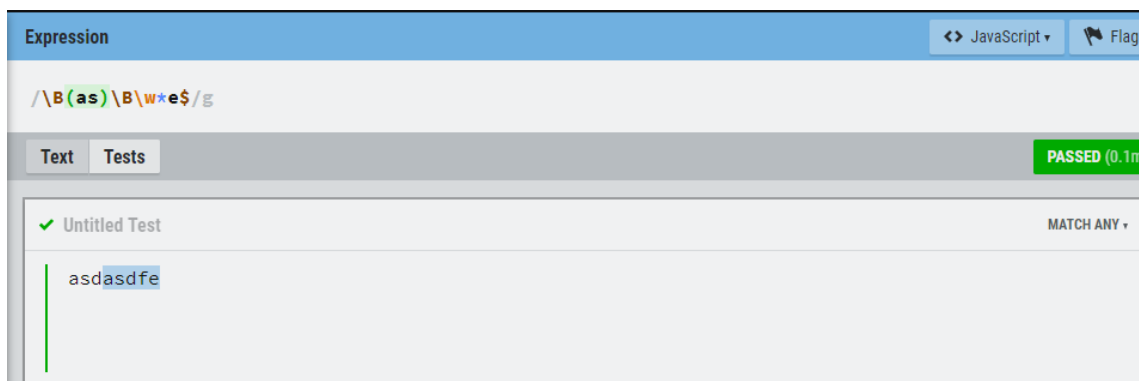 Expression <> JavaScript ▾ Flag
/\B(as)\B\w*e$/g
Text Tests PASSED (0.1m
✔ Untitled Test MATCH ANY ▾
asdasdfe